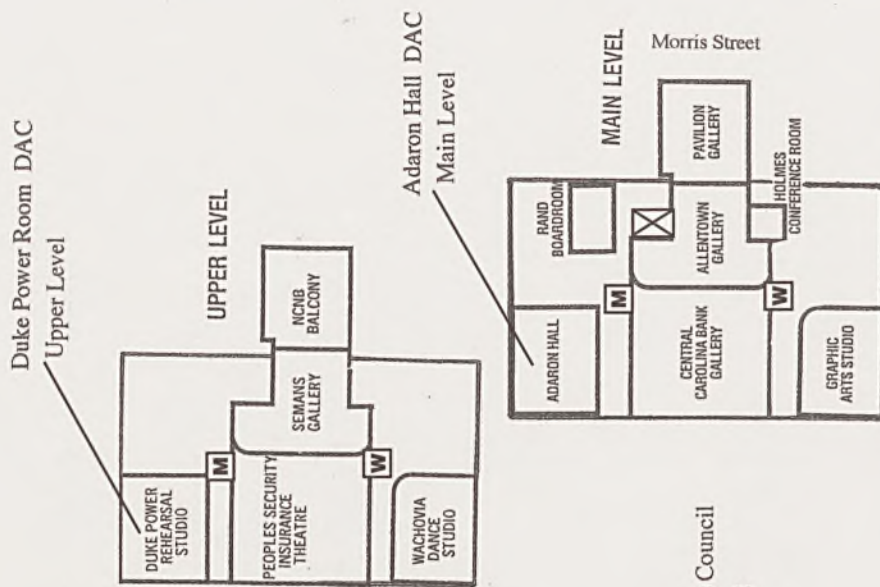 Duke Power Room DAC
Upper Level
UPPER LEVEL
DUKE POWER
REHEARSAL
STUDIO
M
PEOPLES SECURITY
INSURANCE
THEATRE
SEMANS
GALLERY
NCNB
BALCONY
W
WACHOVIA
DANCE
STUDIO
Adaron Hall DAC
Main Level
MAIN LEVEL
Morris Street
RAND
BOARDROOM
ADARON HALL
M
CENTRAL
CAROLINA BANK
GALLERY
ALLENTOWN
GALLERY
PAVILION
GALLERY
W
HOLMES
CONFERENCE ROOM
GRAPHIC
ARTS STUDIO
Council